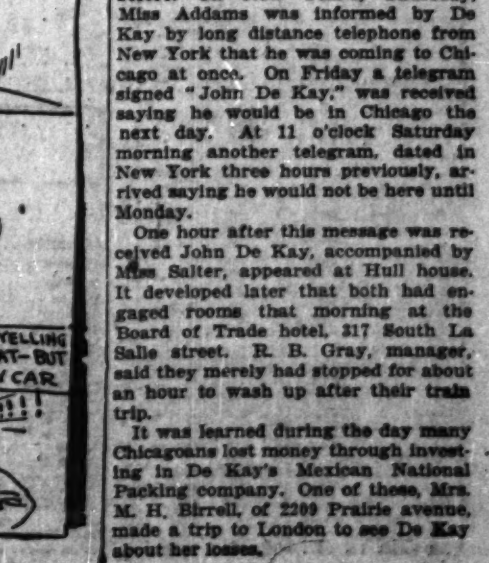 Miss Addams was informed by De
Kay by long distance telephone from
New York that he was coming to Chi-
cago at once. On Friday a telegram
signed "John De Kay," was received
saying he would be in Chicago the
next day. At 11 o'clock Saturday
morning another telegram, dated in
New York three hours previously, ar-
rived saying he would not be here until
Monday.
One hour after this message was re-
ceived John De Kay, accompanied by
Miss Salter, appeared at Hull house.
It developed later that both had en-
gaged rooms that morning at the
Board of Trade hotel, 317 South La
Salle street. R. B. Gray, manager,
said they merely had stopped for about
an hour to wash up after their train
trip.
It was learned during the day many
Chicagoans lost money through invest-
ing in De Kay's Mexican National
Packing company. One of these, Mrs.
M. H. Birrell, of 2209 Prairie avenue,
made a trip to London to see De Kay
about her losses.
YELLING
AT—BUT
CAR
!!!!